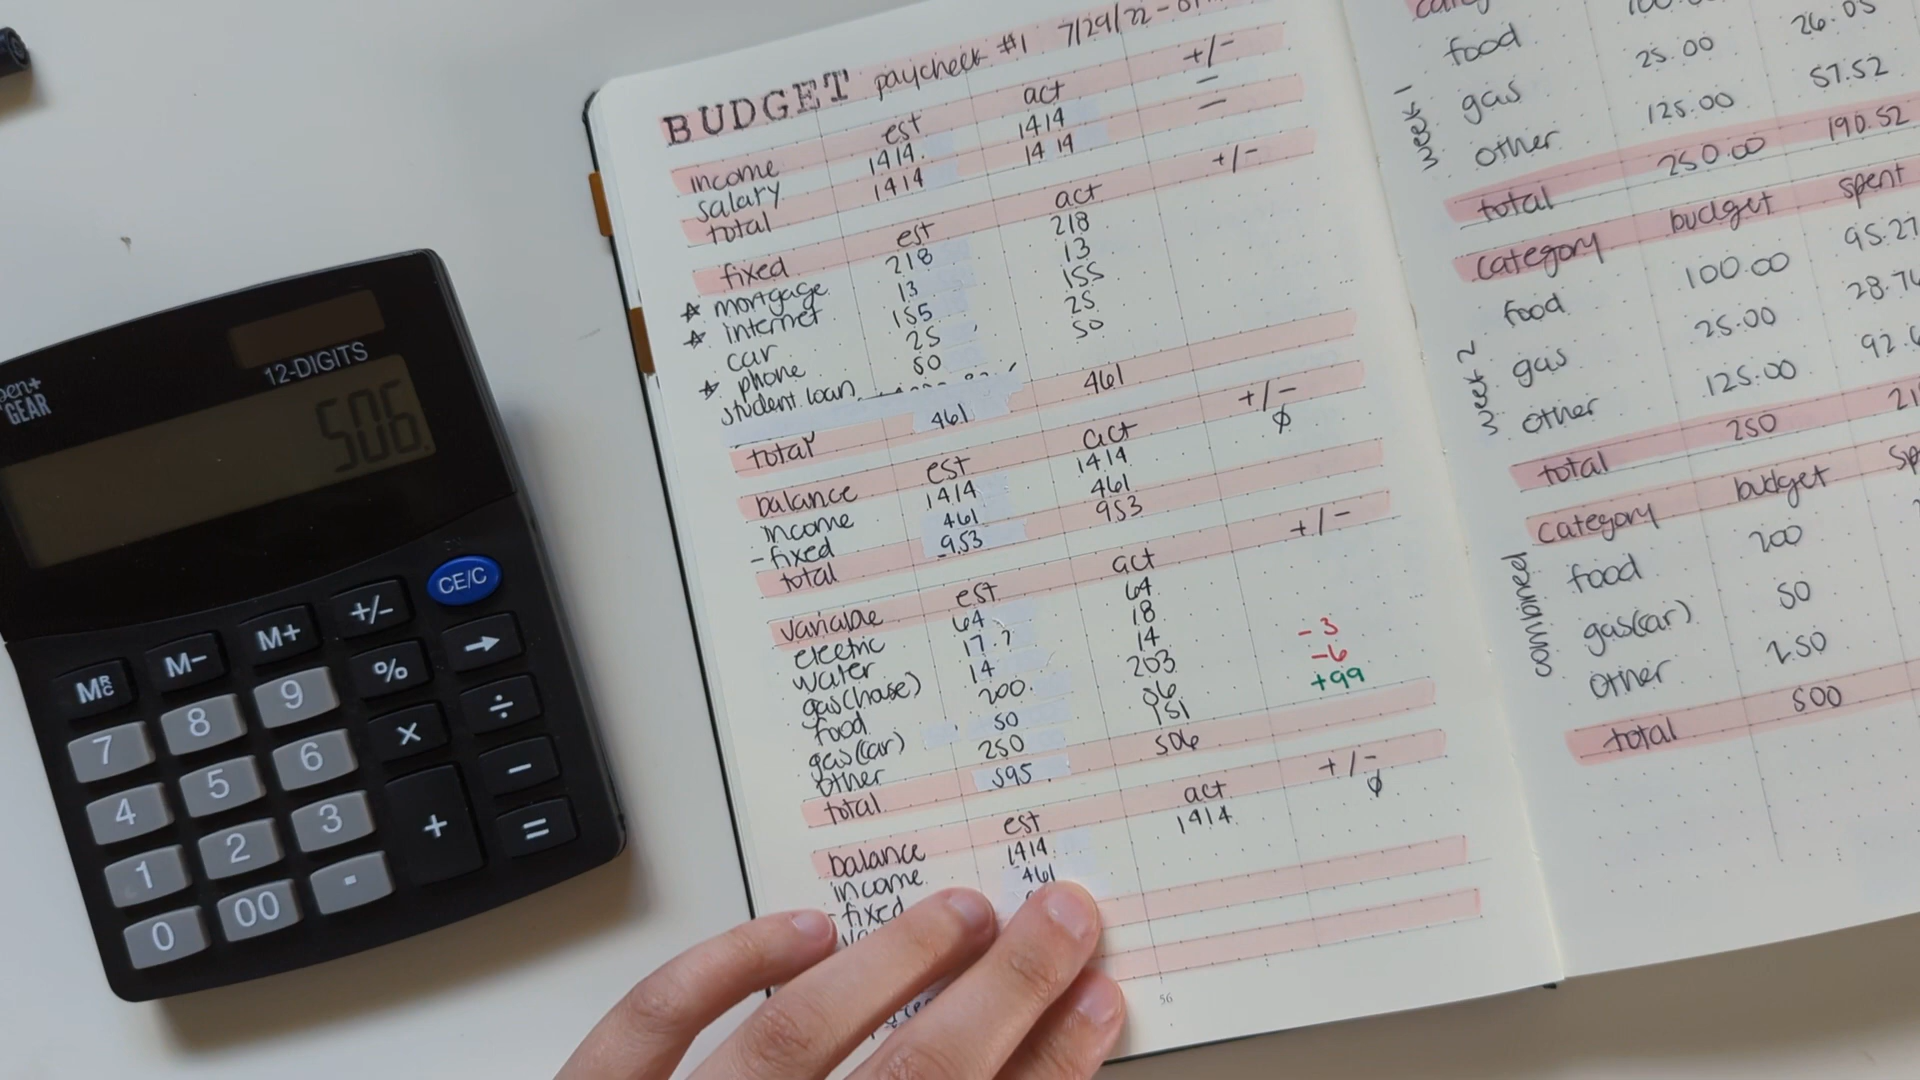 pen+
GEAR
12-DIGITS
506.
CE/C
+/-
M+
M-
MRC
→
%
9
8
7
÷
×
6
5
4
-
+
3
2
1
=
00
0
BUDGET paycheck #1 7/29/22 -
est act +/-
income 1414 1414 -
salary 1414 1414 -
total
est act +/-
fixed 218 218
☆ mortgage 13 13
☆ internet 155 155
car 25 25
☆ phone 50 50
student loan
461 461
total
est act +/-
balance 1414 1414 ∅
income 461 461
-fixed 953 953
total
est act +/-
variable 64 64
electric 17.? 18
water 14 14
gas(house) 200 203 -3
food 50 56 -6
gas(car) 250 151 +99
other 595 506
total
est act +/-
balance 1414 1414 ∅
income 461
-fixed
56
week 1
food 25.00 26.05
gas 125.00 57.52
other 250.00 190.52
total
category budget spent
week 2
food 100.00 95.27
gas 25.00 28.7
other 125.00 92.
total 250 21
category budget sp
combined
food 200
gas(car) 50
other 250
total 500